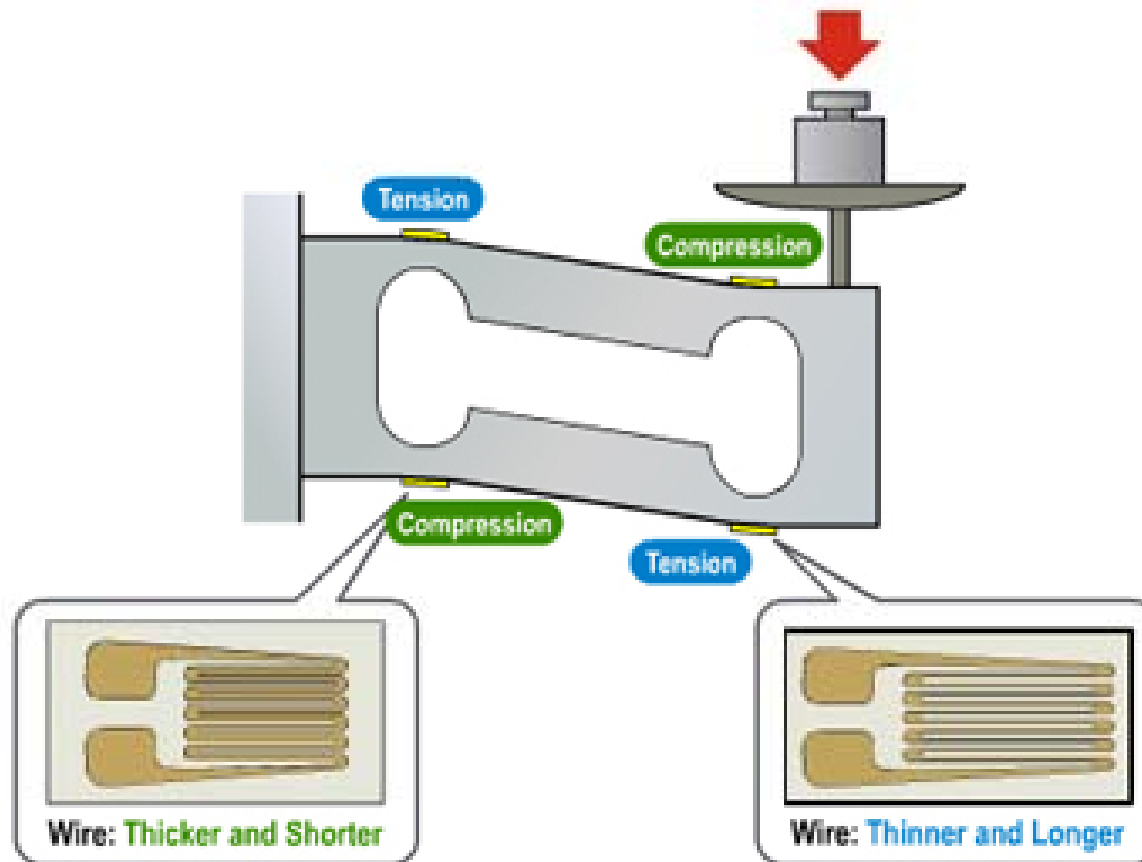 Tension
Compression
Compression
Tension
Wire: Thicker and Shorter
Wire: Thinner and Longer